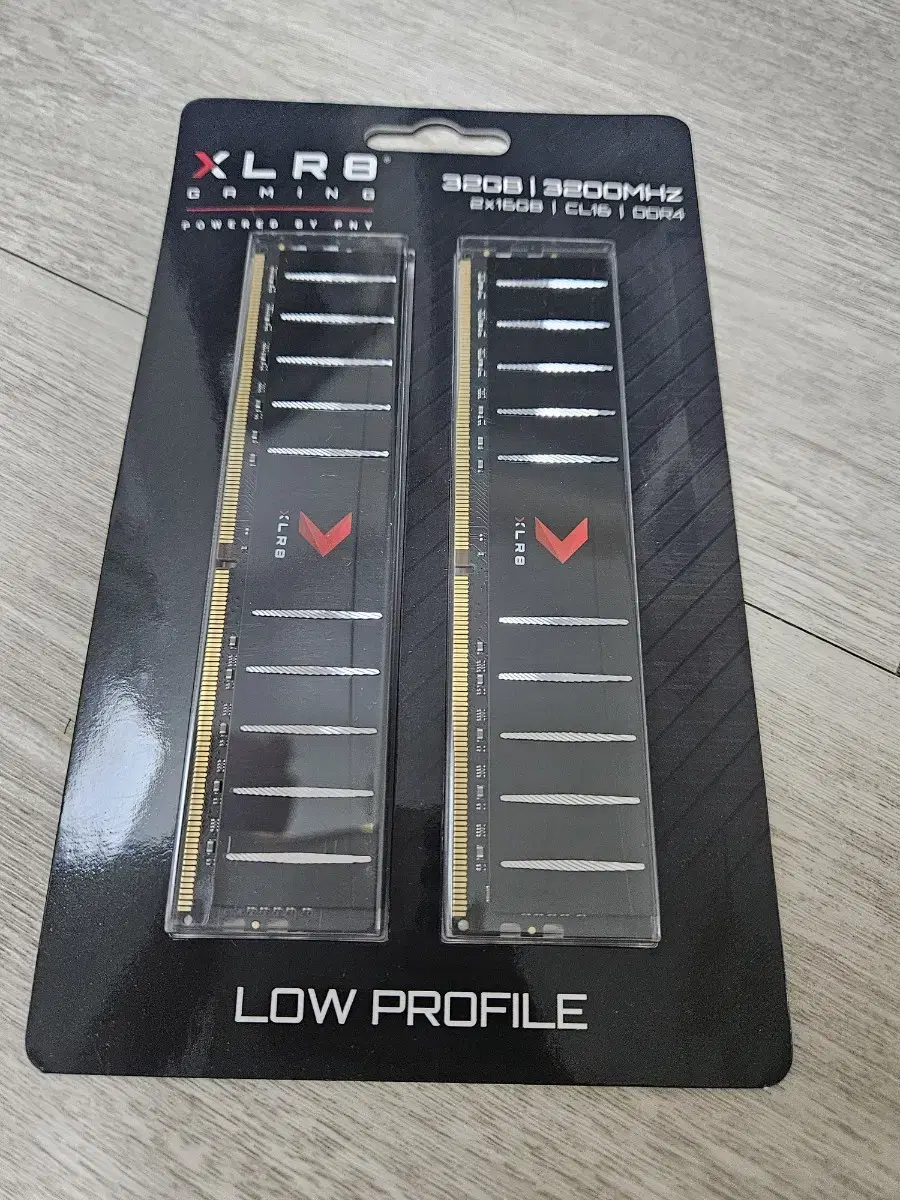 XLR8
GAMING
POWERED BY PNY
32GB | 3200MHz
2x16GB | CL16 | DDR4
XLR8
XLR8
LOW PROFILE